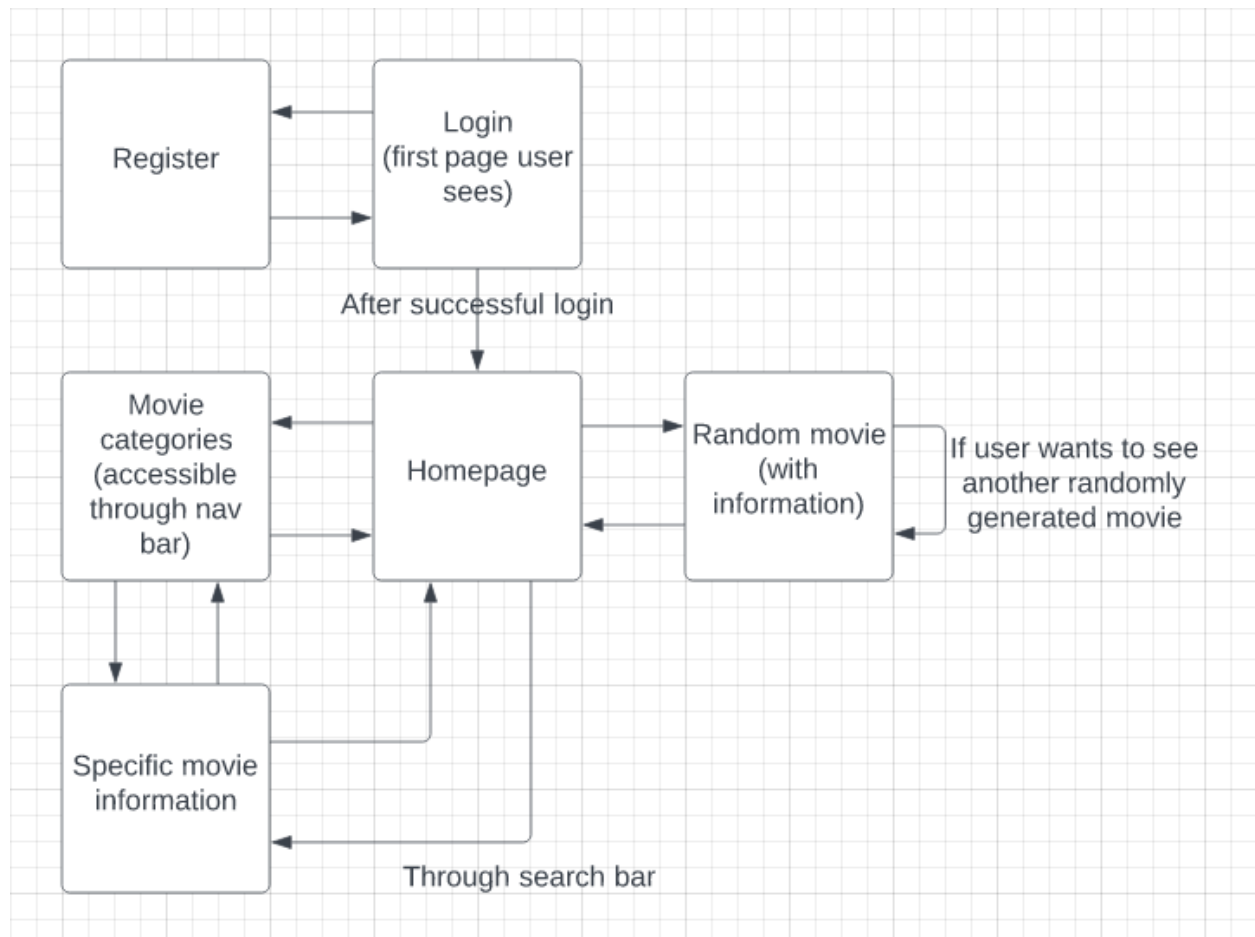 Register
Login
(first page user
sees)
After successful login
Movie
categories
(accessible
through nav
bar)
Homepage
Random movie
(with
information)
If user wants to see
another randomly
generated movie
Specific movie
information
Through search bar